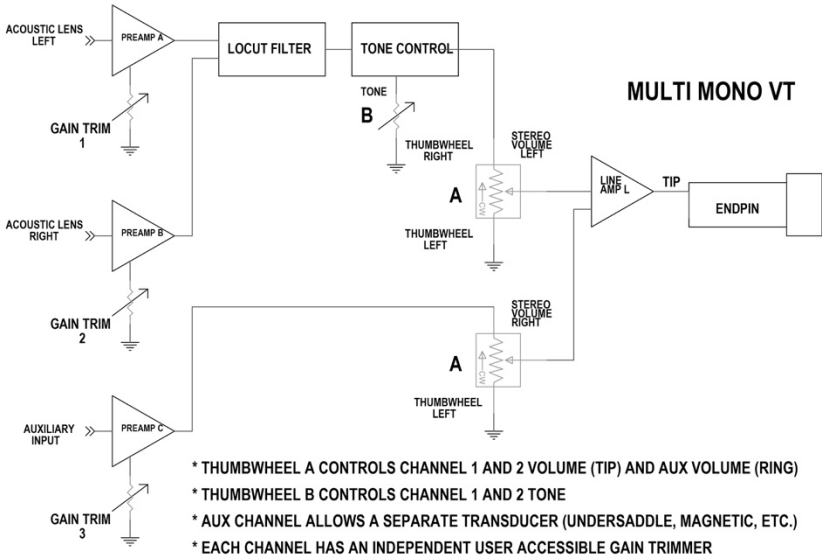 ACOUSTIC LENS
LEFT
PREAMP A
GAIN TRIM
1
LOCUT FILTER
TONE CONTROL
TONE
B
MULTI MONO VT
THUMBWHEEL
RIGHT
STEREO
VOLUME
LEFT
A
CW
THUMBWHEEL
LEFT
LINE
AMP L
TIP
ENDPIN
ACOUSTIC LENS
RIGHT
PREAMP B
GAIN TRIM
2
STEREO
VOLUME
RIGHT
A
CW
THUMBWHEEL
LEFT
AUXILIARY
INPUT
PREAMP C
GAIN TRIM
3
* THUMBWHEEL A CONTROLS CHANNEL 1 AND 2 VOLUME (TIP) AND AUX VOLUME (RING)
* THUMBWHEEL B CONTROLS CHANNEL 1 AND 2 TONE
* AUX CHANNEL ALLOWS A SEPARATE TRANSDUCER (UNDERSADDLE, MAGNETIC, ETC.)
* EACH CHANNEL HAS AN INDEPENDENT USER ACCESSIBLE GAIN TRIMMER